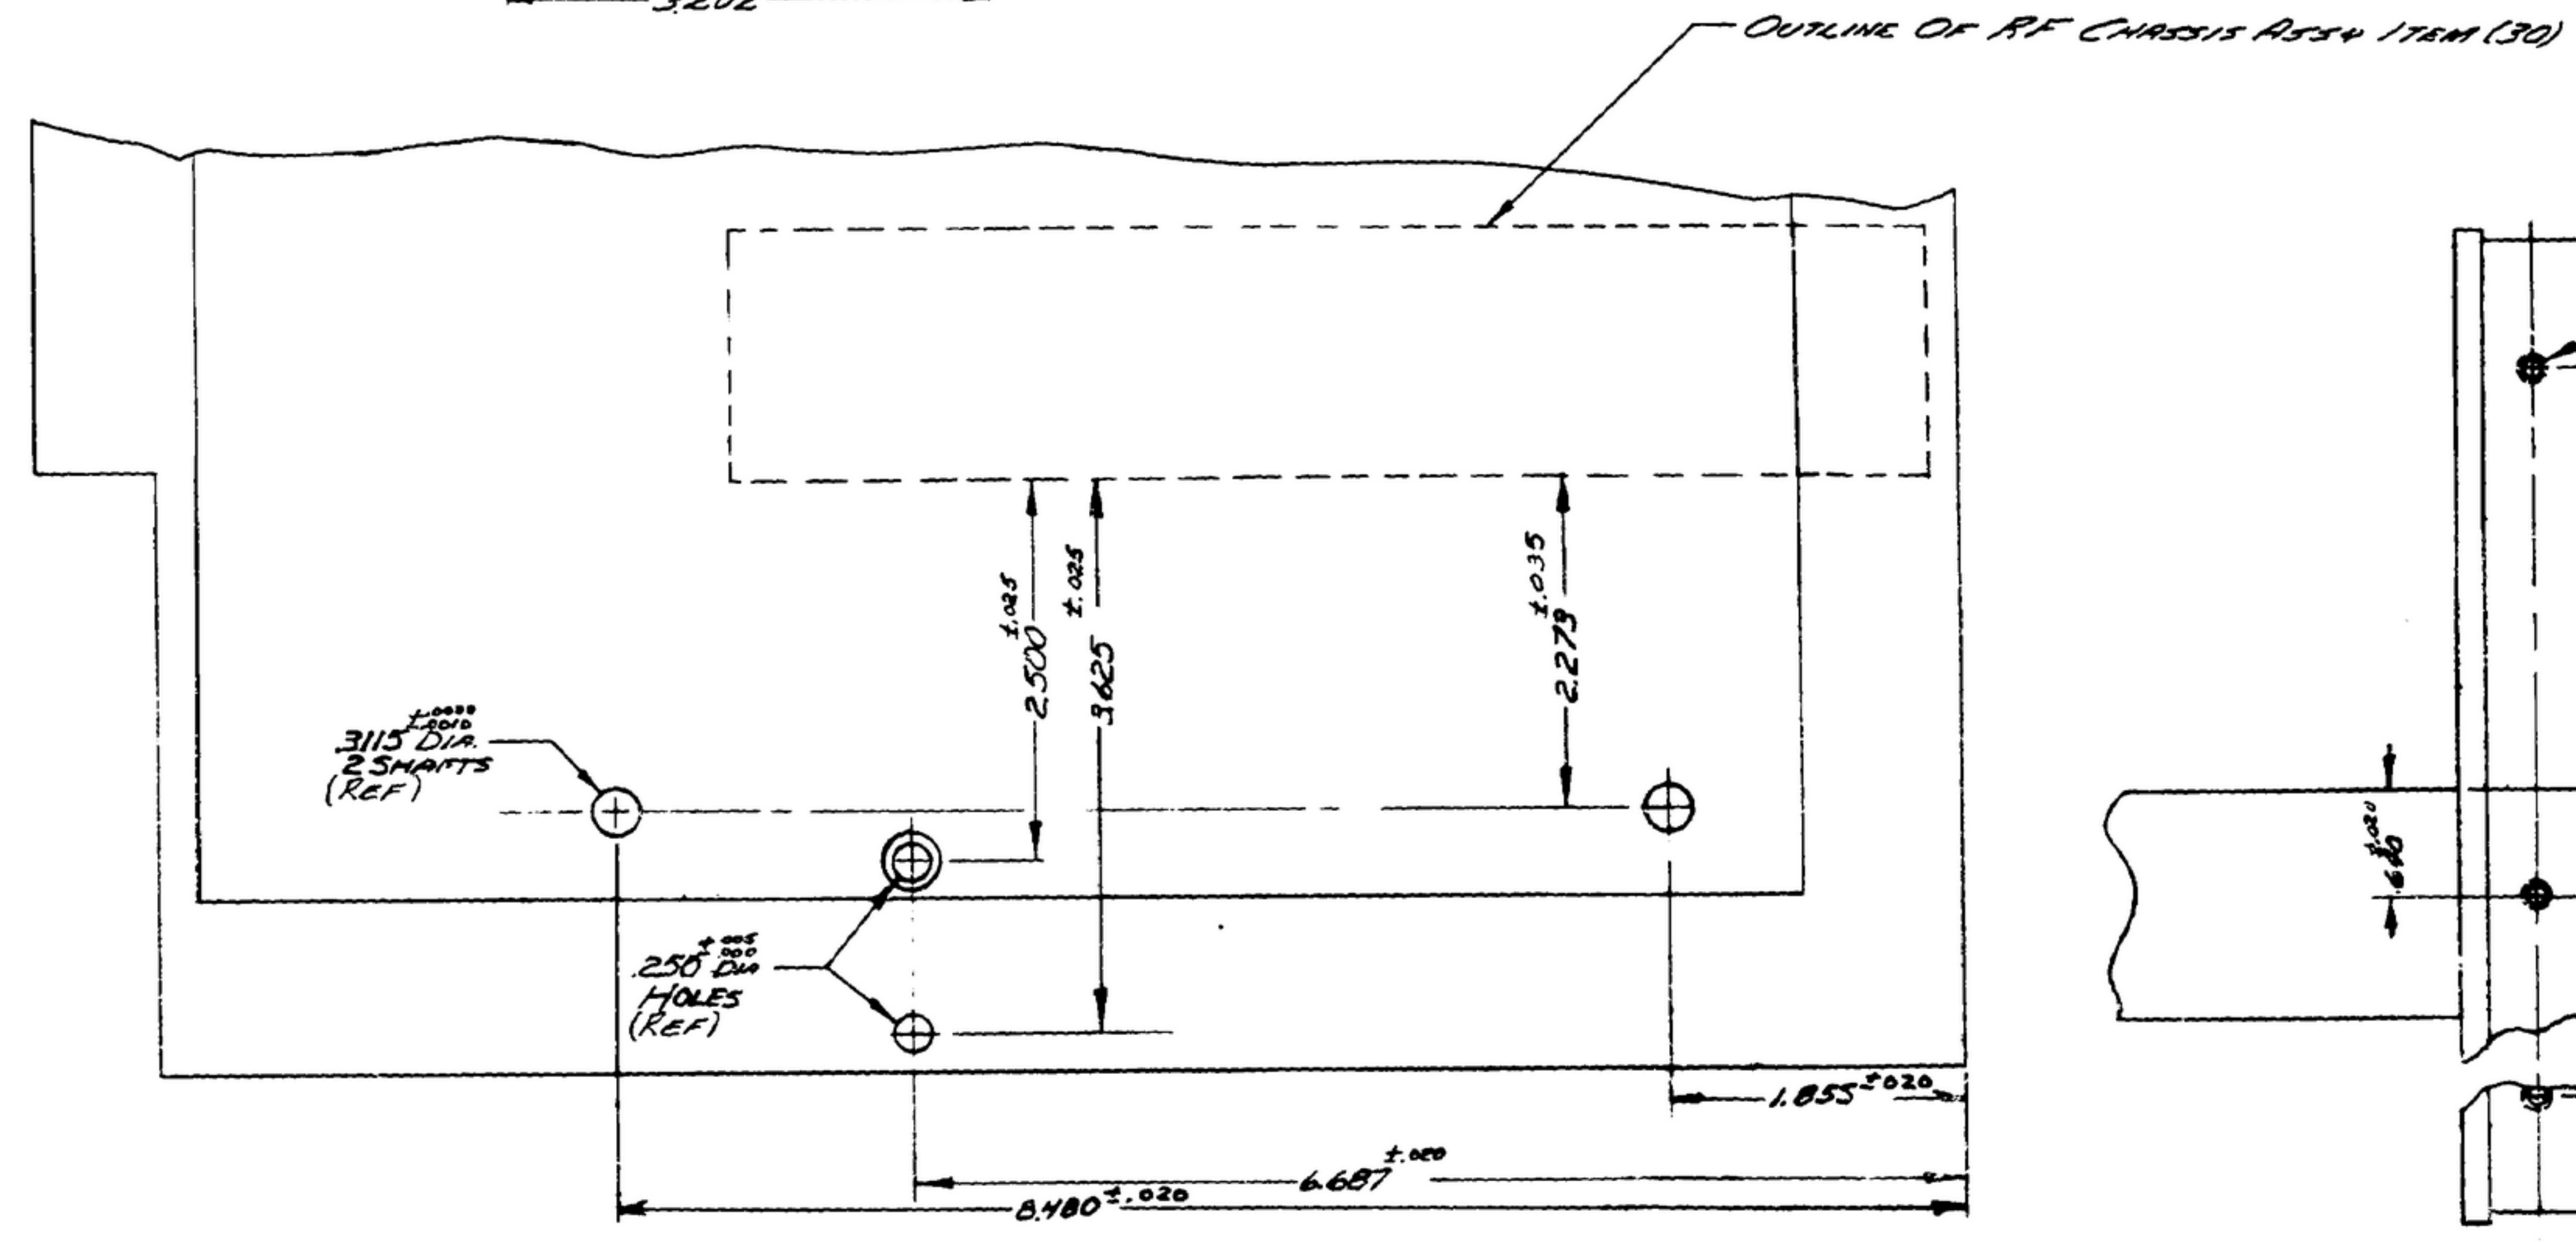 3.202
OUTLINE OF RF CHASSIS ASSY ITEM (30)
±.025
2.500
±.025
3.625
±.035
2.279
+.0000
-.0010
.3115 DIA.
2 SHAFTS
(REF)
±.020
+.005
-.000
.250 DIA
HOLES
(REF)
1.855±.020
6.687±.020
8.480±.020